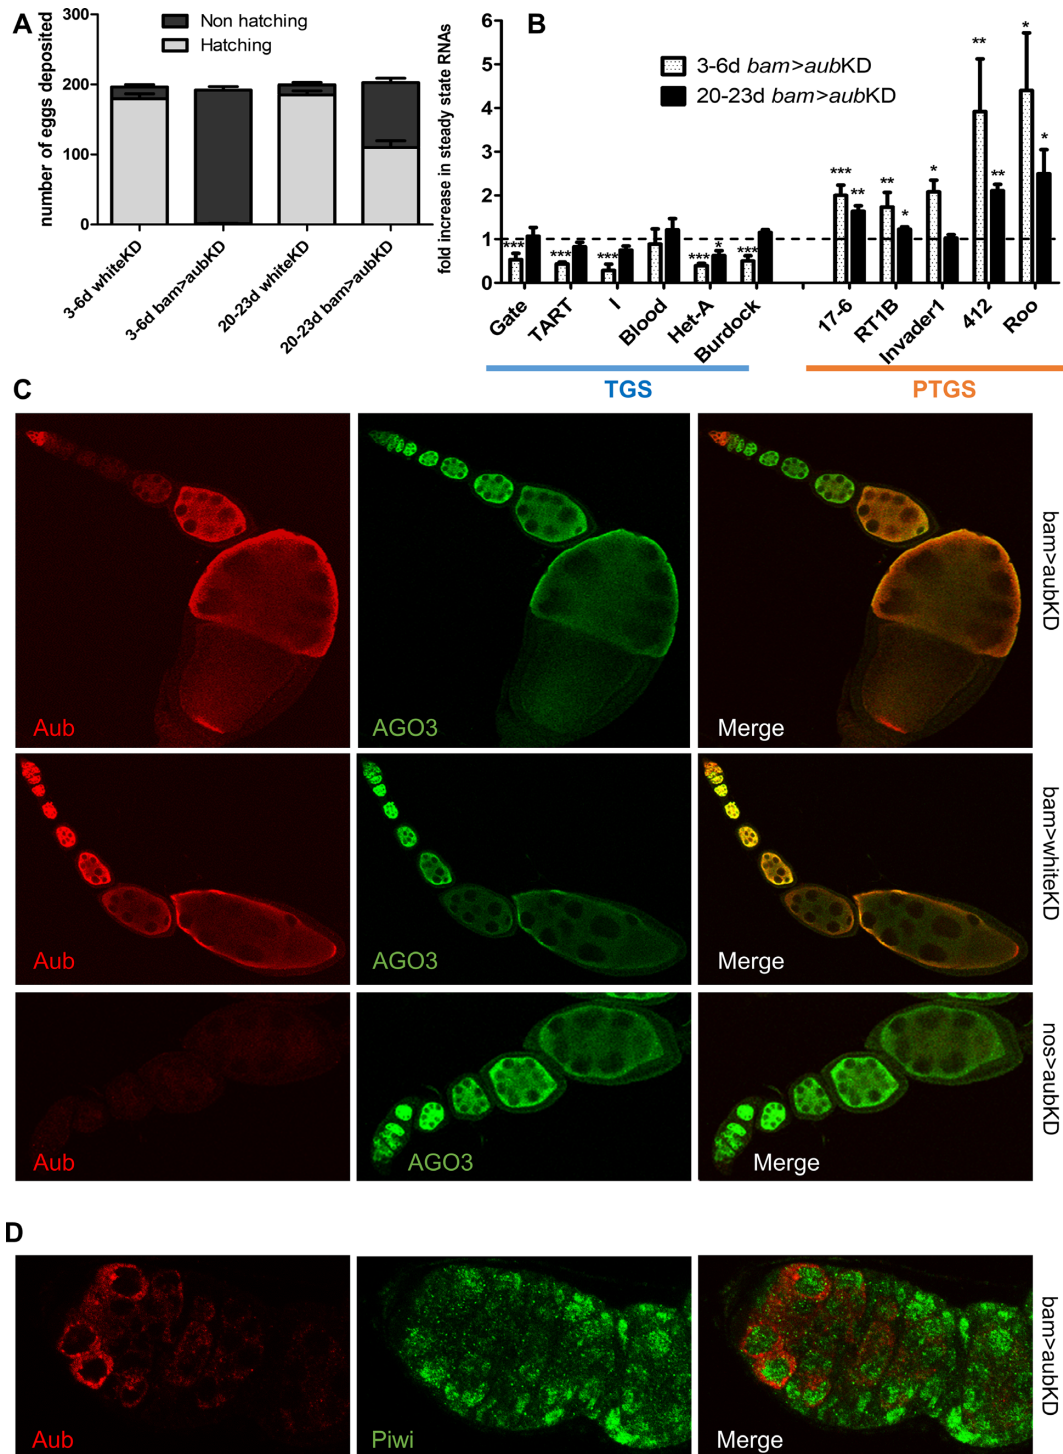 A
number of eggs deposited
300
200
100
0
Non hatching
Hatching
3-6d whiteKD
3-6d bam>aubKD
20-23d whiteKD
20-23d bam>aubKD
B
fold increase in steady state RNAs
6
5
4
3
2
1
0
3-6d bam>aubKD
20-23d bam>aubKD
***
***
***
***
*
***
***
**
**
*
*
**
**
*
*
Gate
TART
I
Blood
Het-A
Burdock
17-6
RT1B
Invader1
412
Roo
TGS
PTGS
C
Aub
AGO3
Merge
bam>aubKD
Aub
AGO3
Merge
bam>whiteKD
Aub
AGO3
Merge
nos>aubKD
D
Aub
Piwi
Merge
bam>aubKD